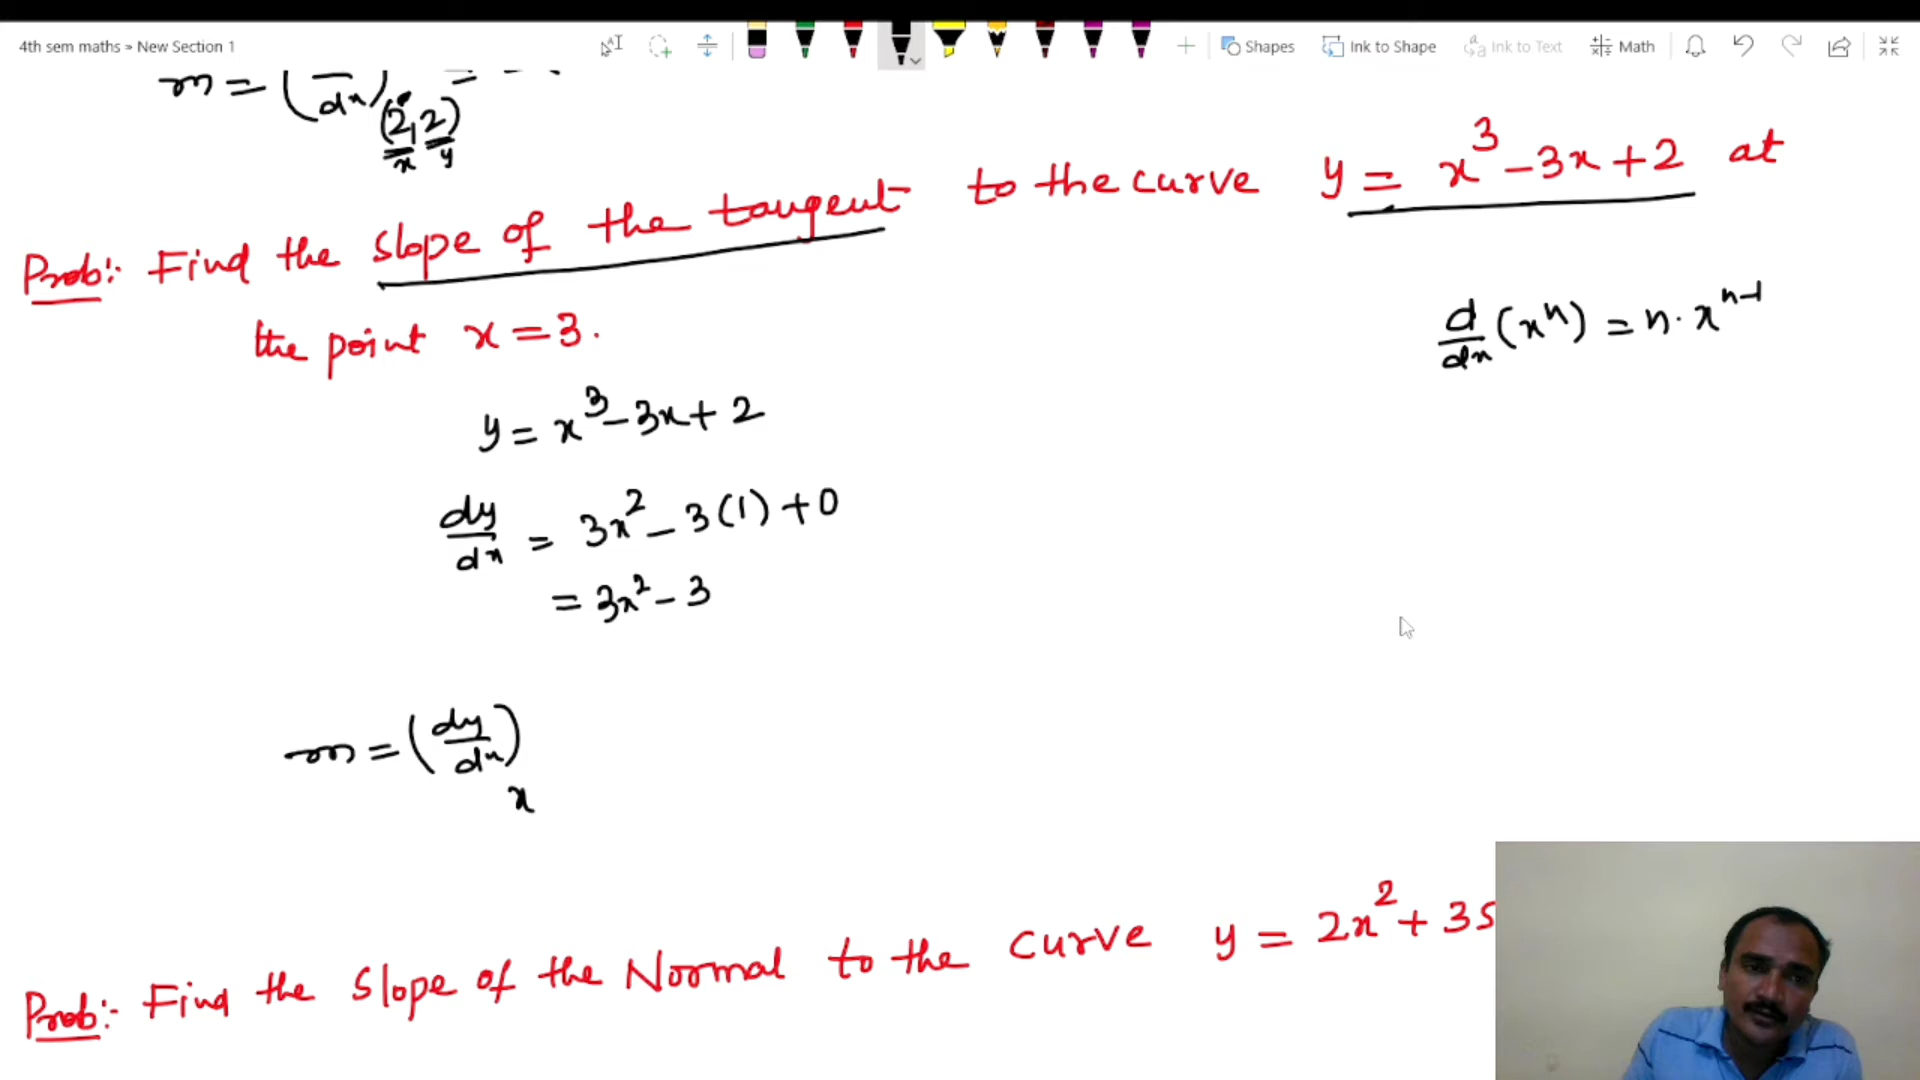 4th sem maths » New Section 1
Shapes Ink to Shape Ink to Text Math
m = ( / dx)(2,2)
x y
Prob:- Find the slope of the tangent to the curve y = x³ - 3x + 2 at
the point x = 3.
d/dx (xⁿ) = n · xⁿ⁻¹
y = x³ - 3x + 2
dy/dx = 3x² - 3(1) + 0
= 3x² - 3
m = (dy/dx)x
Prob:- Find the Slope of the Normal to the curve y = 2x² + 3S